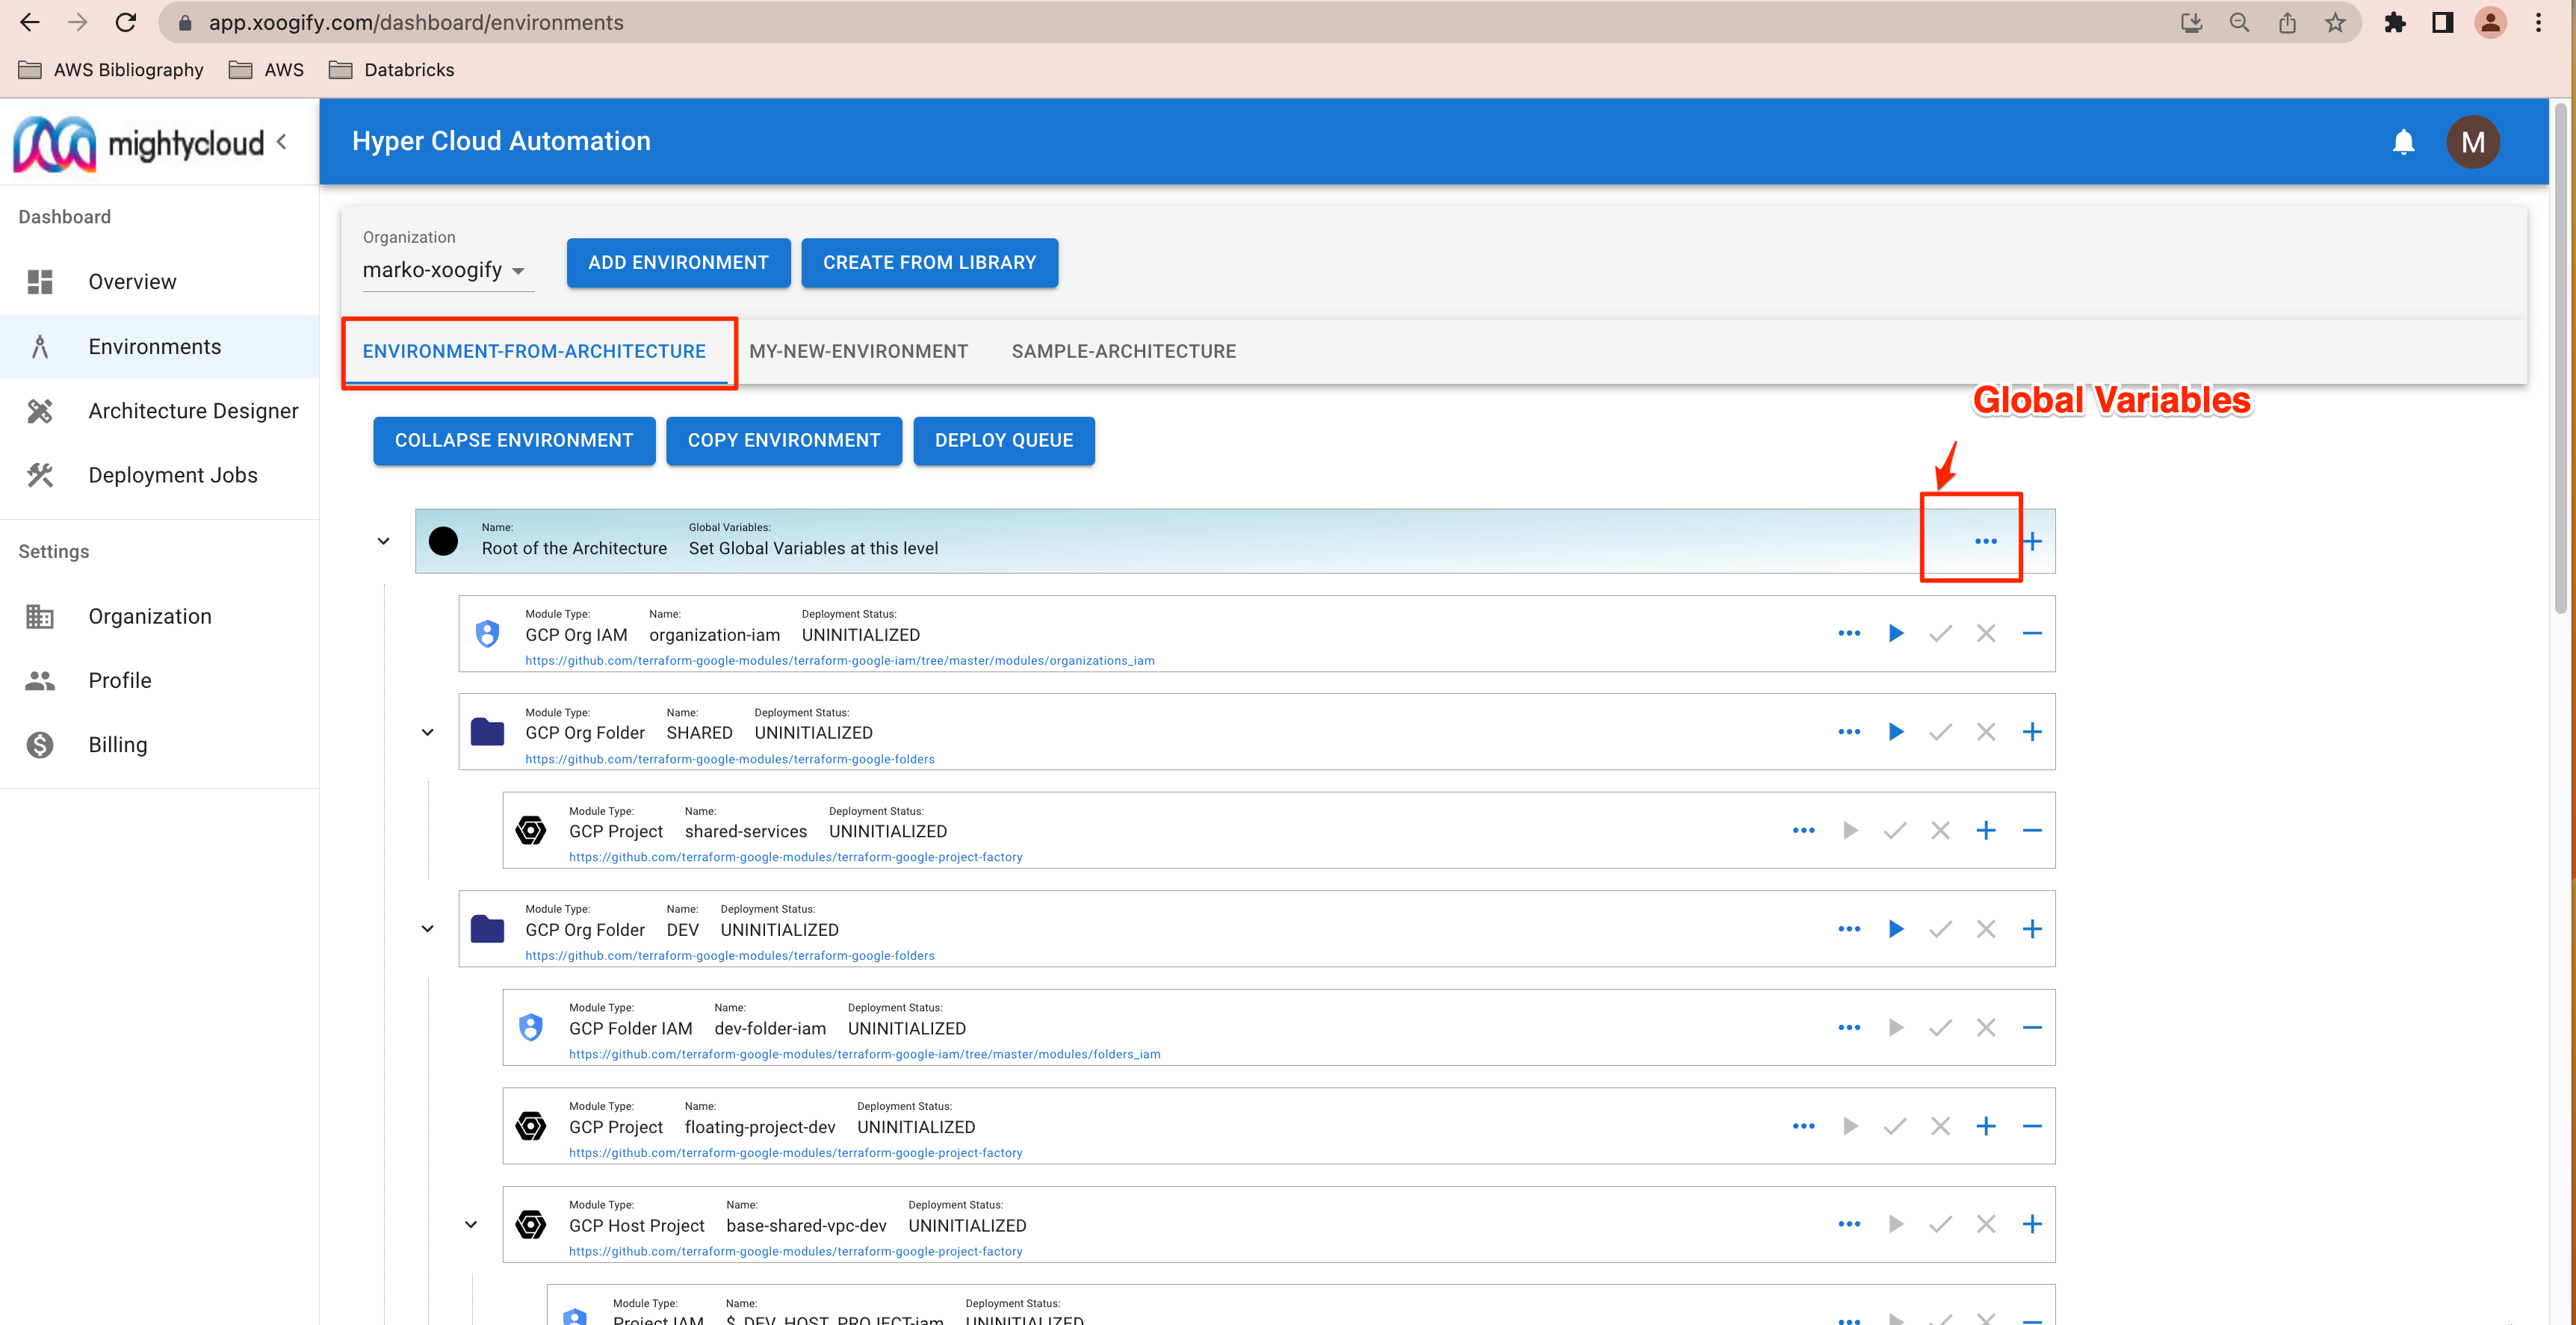 app.xoogify.com/dashboard/environments
AWS Bibliography AWS Databricks
mightycloud
Hyper Cloud Automation
M
Dashboard
Overview
Environments
Architecture Designer
Deployment Jobs
Settings
Organization
Profile
Billing
Organization
marko-xoogify
ADD ENVIRONMENT CREATE FROM LIBRARY
ENVIRONMENT-FROM-ARCHITECTURE MY-NEW-ENVIRONMENT SAMPLE-ARCHITECTURE
Global Variables
COLLAPSE ENVIRONMENT COPY ENVIRONMENT DEPLOY QUEUE
Name: Global Variables:
Root of the Architecture Set Global Variables at this level
Module Type: Name: Deployment Status:
GCP Org IAM organization-iam UNINITIALIZED
https://github.com/terraform-google-modules/terraform-google-iam/tree/master/modules/organizations_iam
Module Type: Name: Deployment Status:
GCP Org Folder SHARED UNINITIALIZED
https://github.com/terraform-google-modules/terraform-google-folders
Module Type: Name: Deployment Status:
GCP Project shared-services UNINITIALIZED
https://github.com/terraform-google-modules/terraform-google-project-factory
Module Type: Name: Deployment Status:
GCP Org Folder DEV UNINITIALIZED
https://github.com/terraform-google-modules/terraform-google-folders
Module Type: Name: Deployment Status:
GCP Folder IAM dev-folder-iam UNINITIALIZED
https://github.com/terraform-google-modules/terraform-google-iam/tree/master/modules/folders_iam
Module Type: Name: Deployment Status:
GCP Project floating-project-dev UNINITIALIZED
https://github.com/terraform-google-modules/terraform-google-project-factory
Module Type: Name: Deployment Status:
GCP Host Project base-shared-vpc-dev UNINITIALIZED
https://github.com/terraform-google-modules/terraform-google-project-factory
Module Type: Name: Deployment Status:
Project IAM $_DEV_HOST_PROJECT-iam UNINITIALIZED